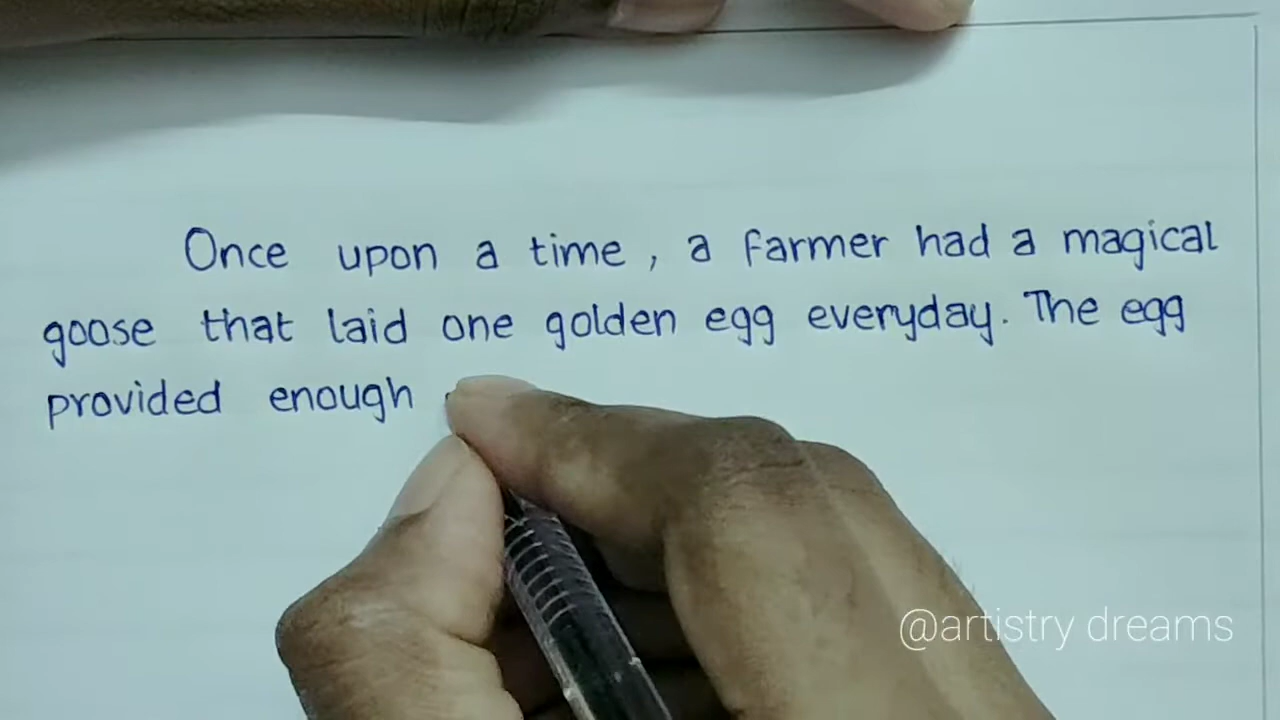 Once upon a time, a farmer had a magical
goose that laid one golden egg everyday. The egg
provided enough
@artistry dreams